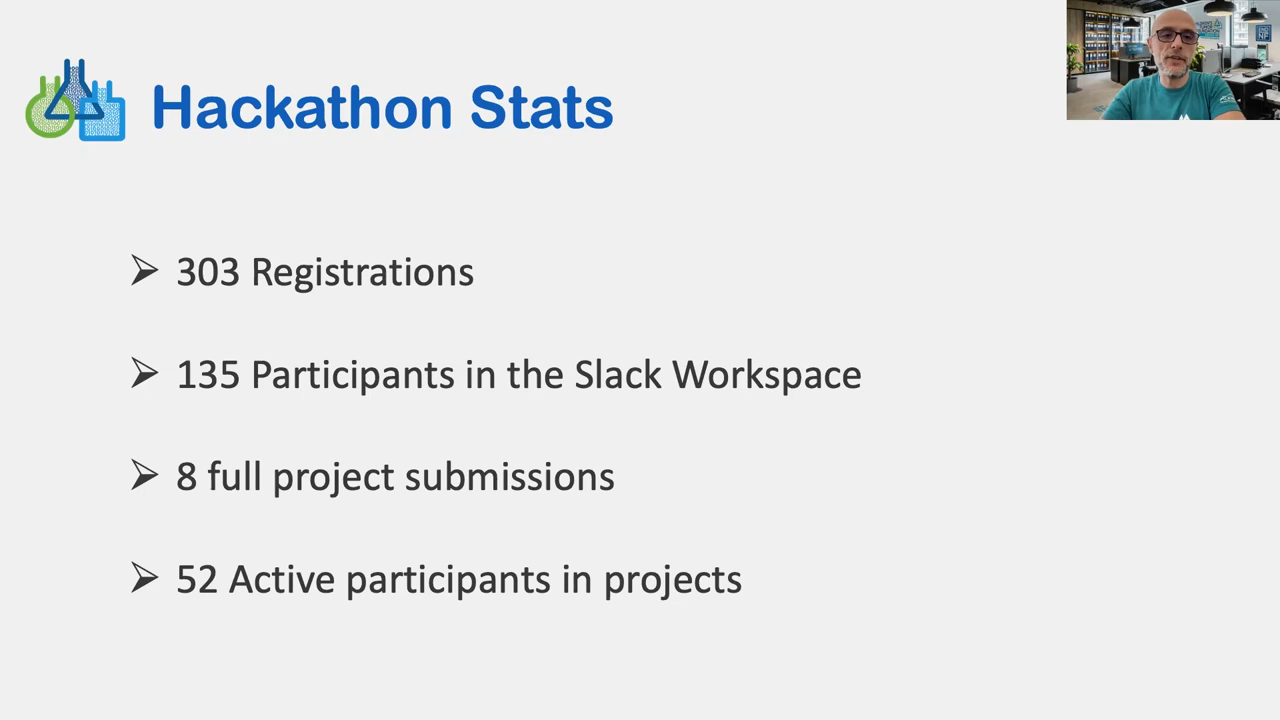 Hackathon Stats
303 Registrations
135 Participants in the Slack Workspace
8 full project submissions
52 Active participants in projects